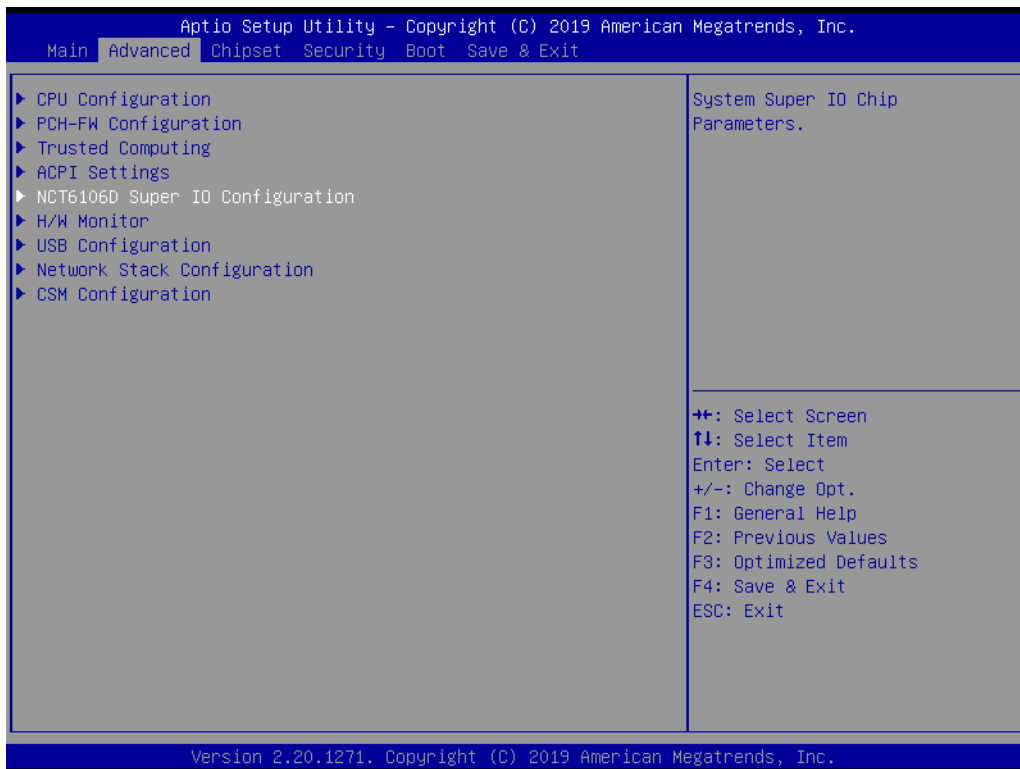 Aptio Setup Utility – Copyright (C) 2019 American Megatrends, Inc.
Main Advanced Chipset Security Boot Save & Exit
▶ CPU Configuration
▶ PCH-FW Configuration
▶ Trusted Computing
▶ ACPI Settings
▶ NCT6106D Super IO Configuration
▶ H/W Monitor
▶ USB Configuration
▶ Network Stack Configuration
▶ CSM Configuration
System Super IO Chip
Parameters.
→←: Select Screen
↑↓: Select Item
Enter: Select
+/-: Change Opt.
F1: General Help
F2: Previous Values
F3: Optimized Defaults
F4: Save & Exit
ESC: Exit
Version 2.20.1271. Copyright (C) 2019 American Megatrends, Inc.